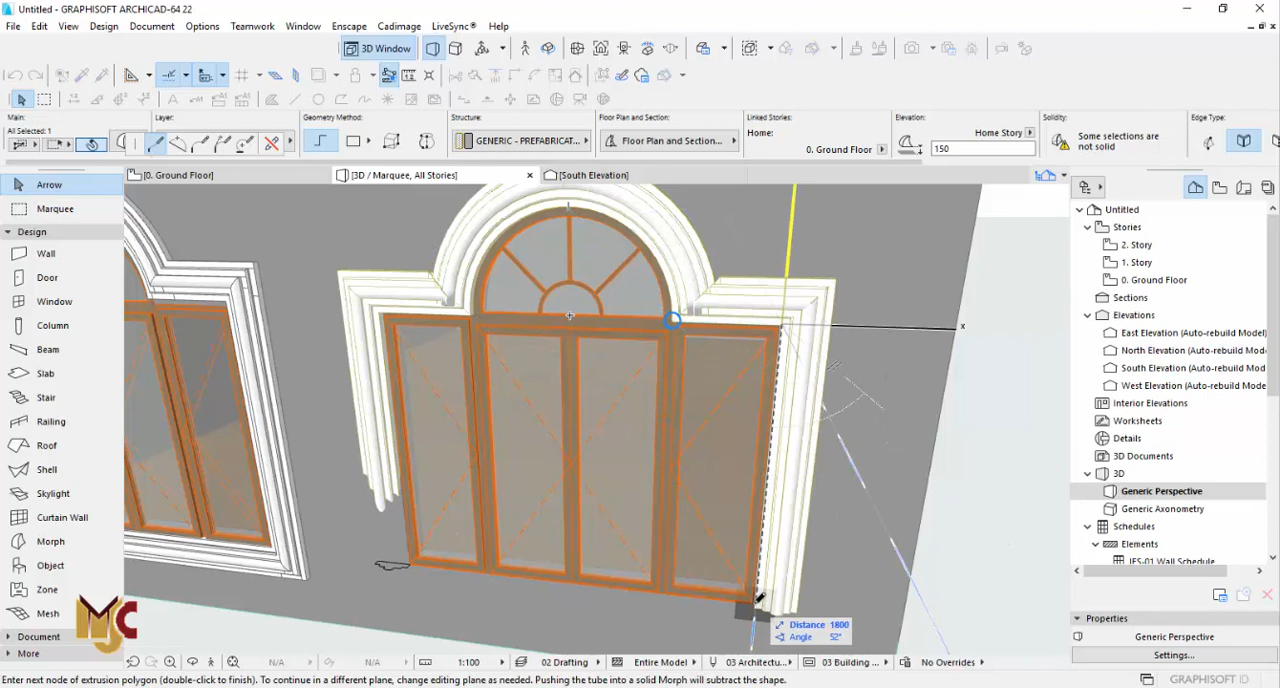 Untitled - GRAPHISOFT ARCHICAD-64 22
File Edit View Design Document Options Teamwork Window Enscape Cadimage LiveSync® Help
3D Window
Main:
All Selected: 1
Layer:
Geometry Method:
Structure:
GENERIC - PREFABRICAT...
Floor Plan and Section:
Floor Plan and Section...
Linked Stories:
Home:
0. Ground Floor
Elevation:
Home Story
150
Solidity:
Some selections are
not solid
Edge Type:
[0. Ground Floor]
[3D / Marquee, All Stories]
[South Elevation]
Arrow
Marquee
Design
Wall
Door
Window
Column
Beam
Slab
Stair
Railing
Roof
Shell
Skylight
Curtain Wall
Morph
Object
Zone
Mesh
Document
More
MSC
x
Distance 1800
Angle 52°
Untitled
Stories
2. Story
1. Story
0. Ground Floor
Sections
Elevations
East Elevation (Auto-rebuild Model)
North Elevation (Auto-rebuild Model)
South Elevation (Auto-rebuild Model)
West Elevation (Auto-rebuild Mode
Interior Elevations
Worksheets
Details
3D Documents
3D
Generic Perspective
Generic Axonometry
Schedules
Elements
IES-01 Wall Schedule
Properties
Generic Perspective
Settings...
N/A
N/A
1:100
02 Drafting
Entire Model
03 Architectu...
03 Building ...
No Overrides
Enter next node of extrusion polygon (double-click to finish). To continue in a different plane, change editing plane as needed. Pushing the tube into a solid Morph will subtract the shape.
GRAPHISOFT ID